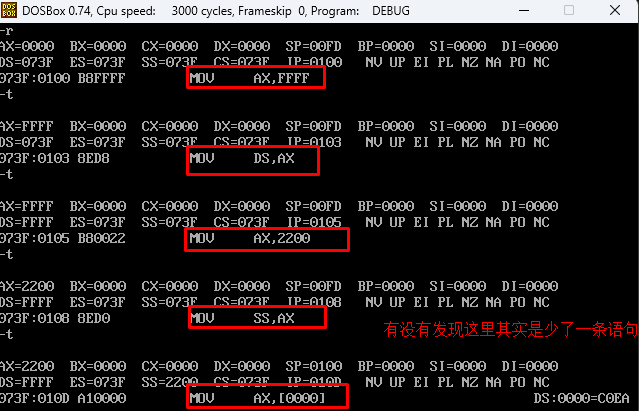 DOSBox 0.74, Cpu speed: 3000 cycles, Frameskip 0, Program: DEBUG
-r
AX=0000 BX=0000 CX=0000 DX=0000 SP=00FD BP=0000 SI=0000 DI=0000
DS=073F ES=073F SS=073F CS=073F IP=0100 NV UP EI PL NZ NA PO NC
073F:0100 B8FFFF MOV AX,FFFF
-t
AX=FFFF BX=0000 CX=0000 DX=0000 SP=00FD BP=0000 SI=0000 DI=0000
DS=073F ES=073F SS=073F CS=073F IP=0103 NV UP EI PL NZ NA PO NC
073F:0103 8ED8 MOV DS,AX
-t
AX=FFFF BX=0000 CX=0000 DX=0000 SP=00FD BP=0000 SI=0000 DI=0000
DS=FFFF ES=073F SS=073F CS=073F IP=0105 NV UP EI PL NZ NA PO NC
073F:0105 B80022 MOV AX,2200
-t
AX=2200 BX=0000 CX=0000 DX=0000 SP=00FD BP=0000 SI=0000 DI=0000
DS=FFFF ES=073F SS=073F CS=073F IP=0108 NV UP EI PL NZ NA PO NC
073F:0108 8ED0 MOV SS,AX
有没有发现这里其实是少了一条语句
-t
AX=2200 BX=0000 CX=0000 DX=0000 SP=0100 BP=0000 SI=0000 DI=0000
DS=FFFF ES=073F SS=2200 CS=073F IP=010D NV UP EI PL NZ NA PO NC
073F:010D A10000 MOV AX,[0000] DS:0000=C0EA